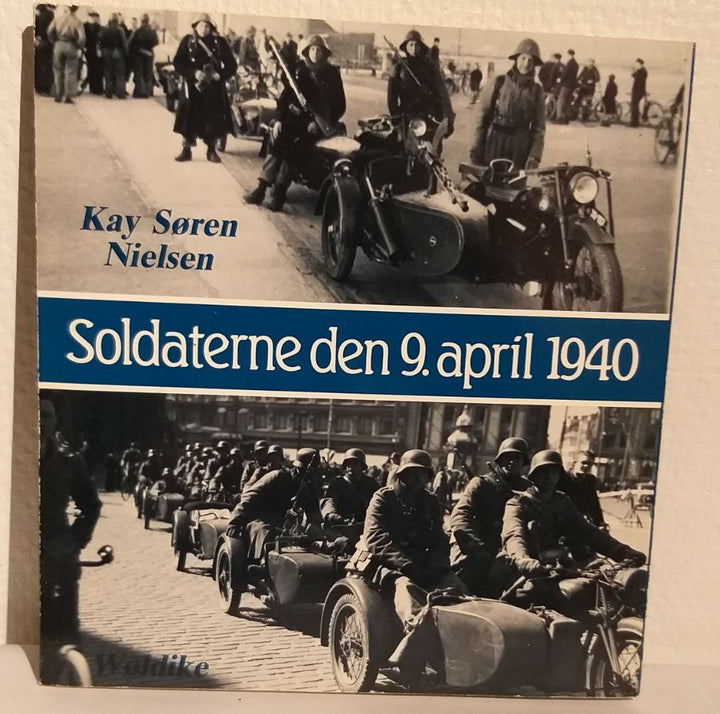 Kay Søren
Nielsen
Soldaterne den 9. april 1940
Wøldike